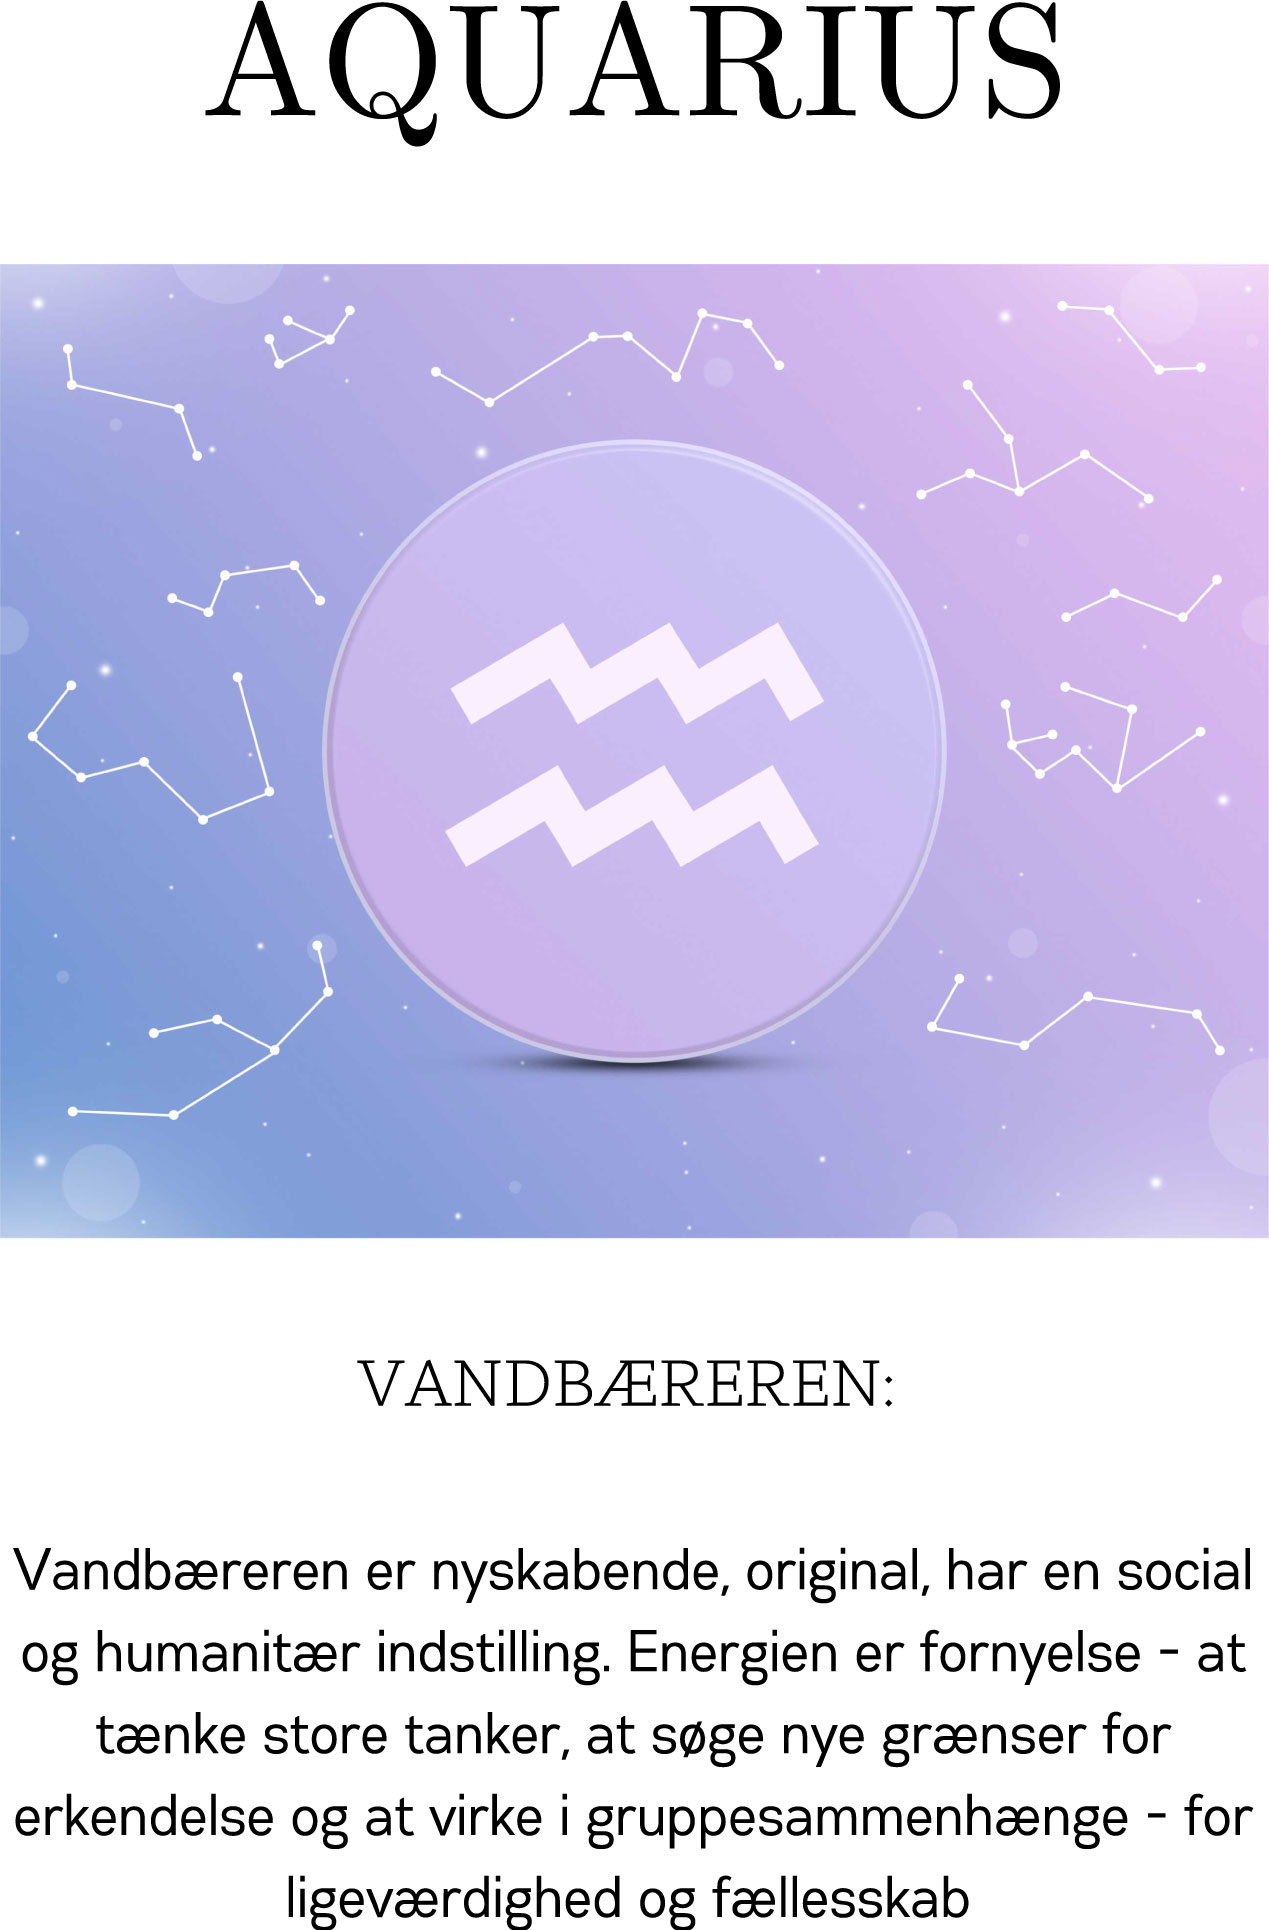 AQUARIUS
VANDBÆREREN:
Vandbæreren er nyskabende, original, har en social
og humanitær indstilling. Energien er fornyelse - at
tænke store tanker, at søge nye grænser for
erkendelse og at virke i gruppesammenhænge - for
ligeværdighed og fællesskab